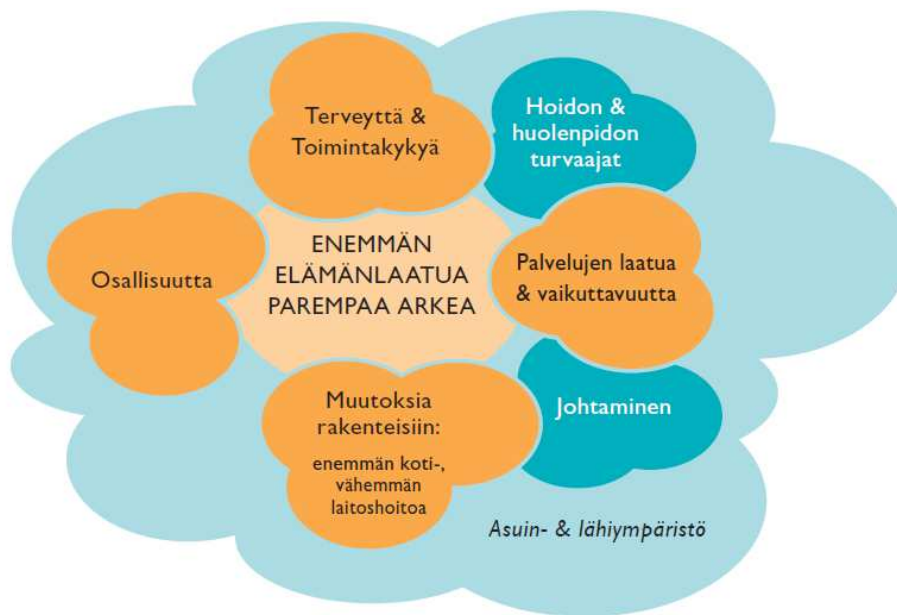 Terveyttä &
Toimintakykyä
Hoidon &
huolenpidon
turvaajat
Osallisuutta
ENEMMÄN
ELÄMÄNLAATUA
PAREMPAA ARKEA
Palvelujen laatua
& vaikuttavuutta
Muutoksia
rakenteisiin:
enemmän koti-,
vähemmän
laitoshoitoa
Johtaminen
Asuin- & lähiympäristö